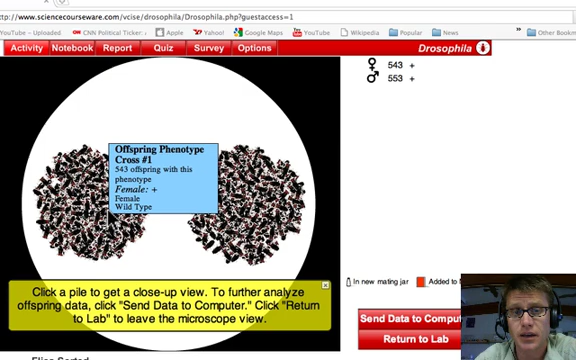 http://www.sciencecourseware.com/vcise/drosophila/Drosophila.php?guestaccess=1
YouTube – Uploaded
CNN Political Ticker:
Apple
Yahoo!
Google Maps
YouTube
Wikipedia
Popular
News
Other Book
Activity
Notebook
Report
Quiz
Survey
Options
Drosophila
♀ 543 +
♂ 553 +
Offspring Phenotype
Cross #1
543 offspring with this
phenotype
Female: +
Female
Wild Type
Click a pile to get a close-up view. To further analyze
offspring data, click "Send Data to Computer." Click "Return
to Lab" to leave the microscope view.
In new mating jar
Added to
Send Data to Comput
Return to Lab